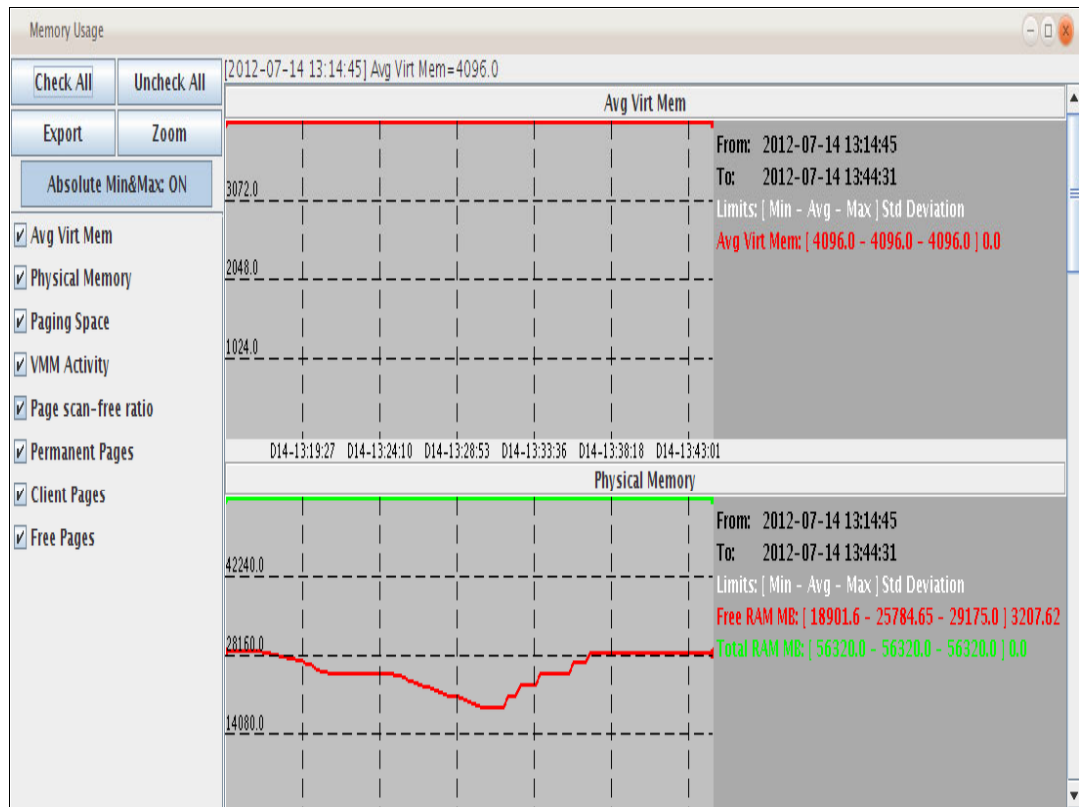 Memory Usage
Check All
Uncheck All
Export
Zoom
Absolute Min&Max: ON
Avg Virt Mem
Physical Memory
Paging Space
VMM Activity
Page scan-free ratio
Permanent Pages
Client Pages
Free Pages
[2012-07-14 13:14:45] Avg Virt Mem=4096.0
Avg Virt Mem
3072.0
2048.0
1024.0
D14-13:19:27 D14-13:24:10 D14-13:28:53 D14-13:33:36 D14-13:38:18 D14-13:43:01
From: 2012-07-14 13:14:45
To: 2012-07-14 13:44:31
Limits: [ Min - Avg - Max ] Std Deviation
Avg Virt Mem: [ 4096.0 - 4096.0 - 4096.0 ] 0.0
Physical Memory
42240.0
28160.0
14080.0
From: 2012-07-14 13:14:45
To: 2012-07-14 13:44:31
Limits: [ Min - Avg - Max ] Std Deviation
Free RAM MB: [ 18901.6 - 25784.65 - 29175.0 ] 3207.62
Total RAM MB: [ 56320.0 - 56320.0 - 56320.0 ] 0.0